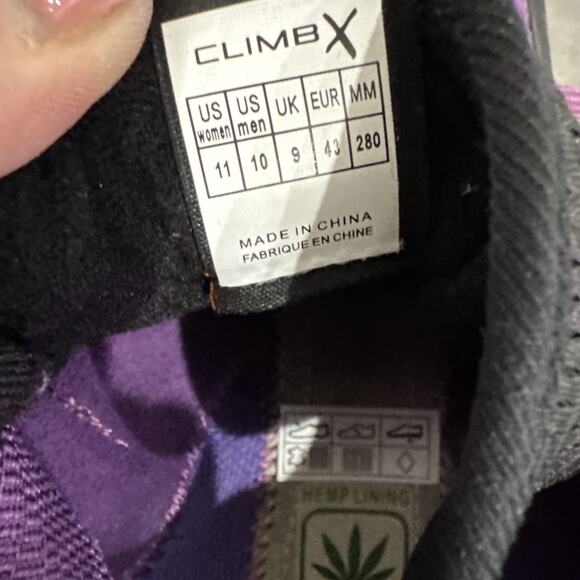 CLIMBX
US women US men UK EUR MM
11 10 9 43 280
MADE IN CHINA
FABRIQUE EN CHINE
HEMP LINING